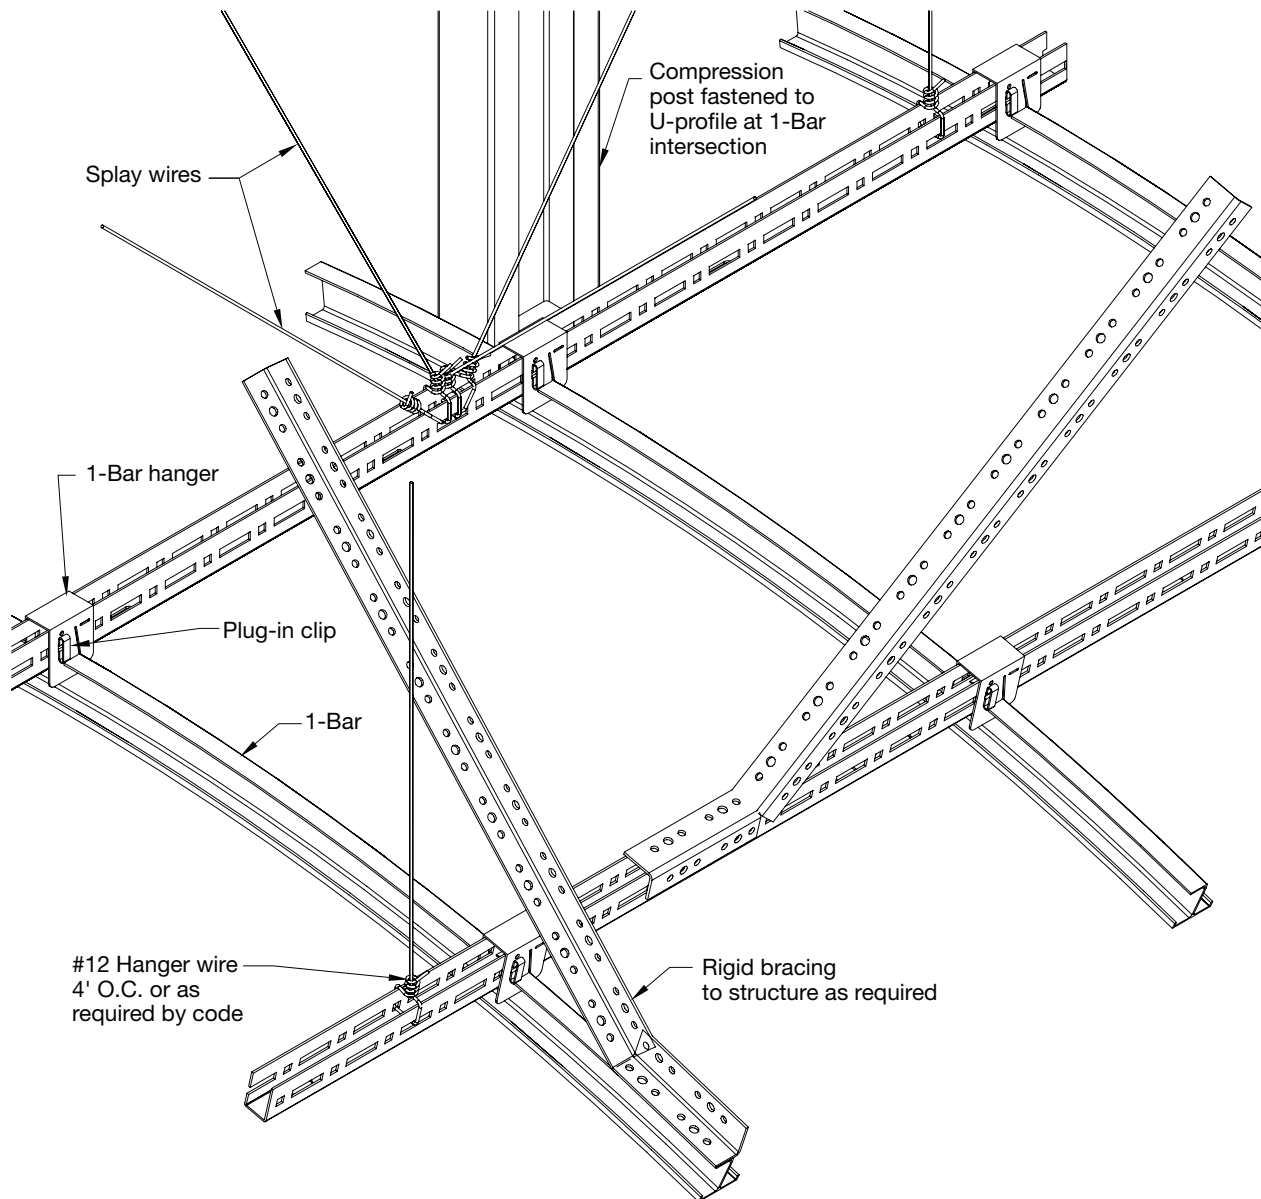 Compression
post fastened to
U-profile at 1-Bar
intersection
Splay wires
1-Bar hanger
Plug-in clip
1-Bar
#12 Hanger wire
4' O.C. or as
required by code
Rigid bracing
to structure as required